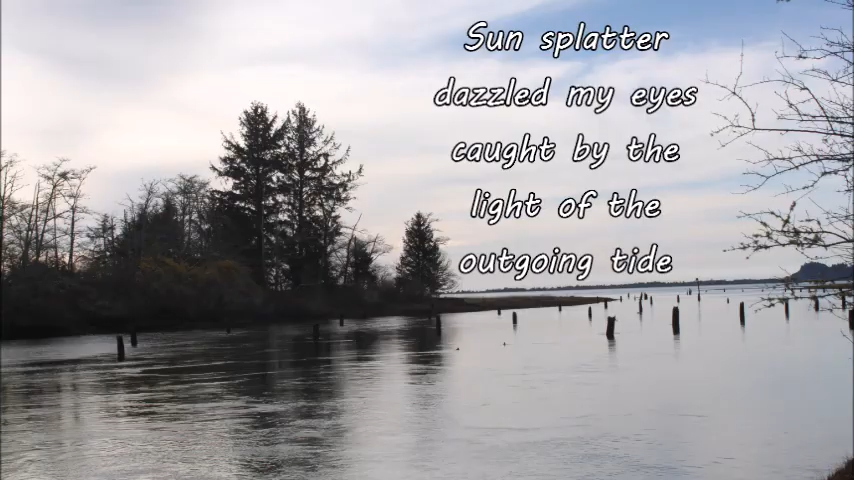 Sun splatter
dazzled my eyes
caught by the
light of the
outgoing tide